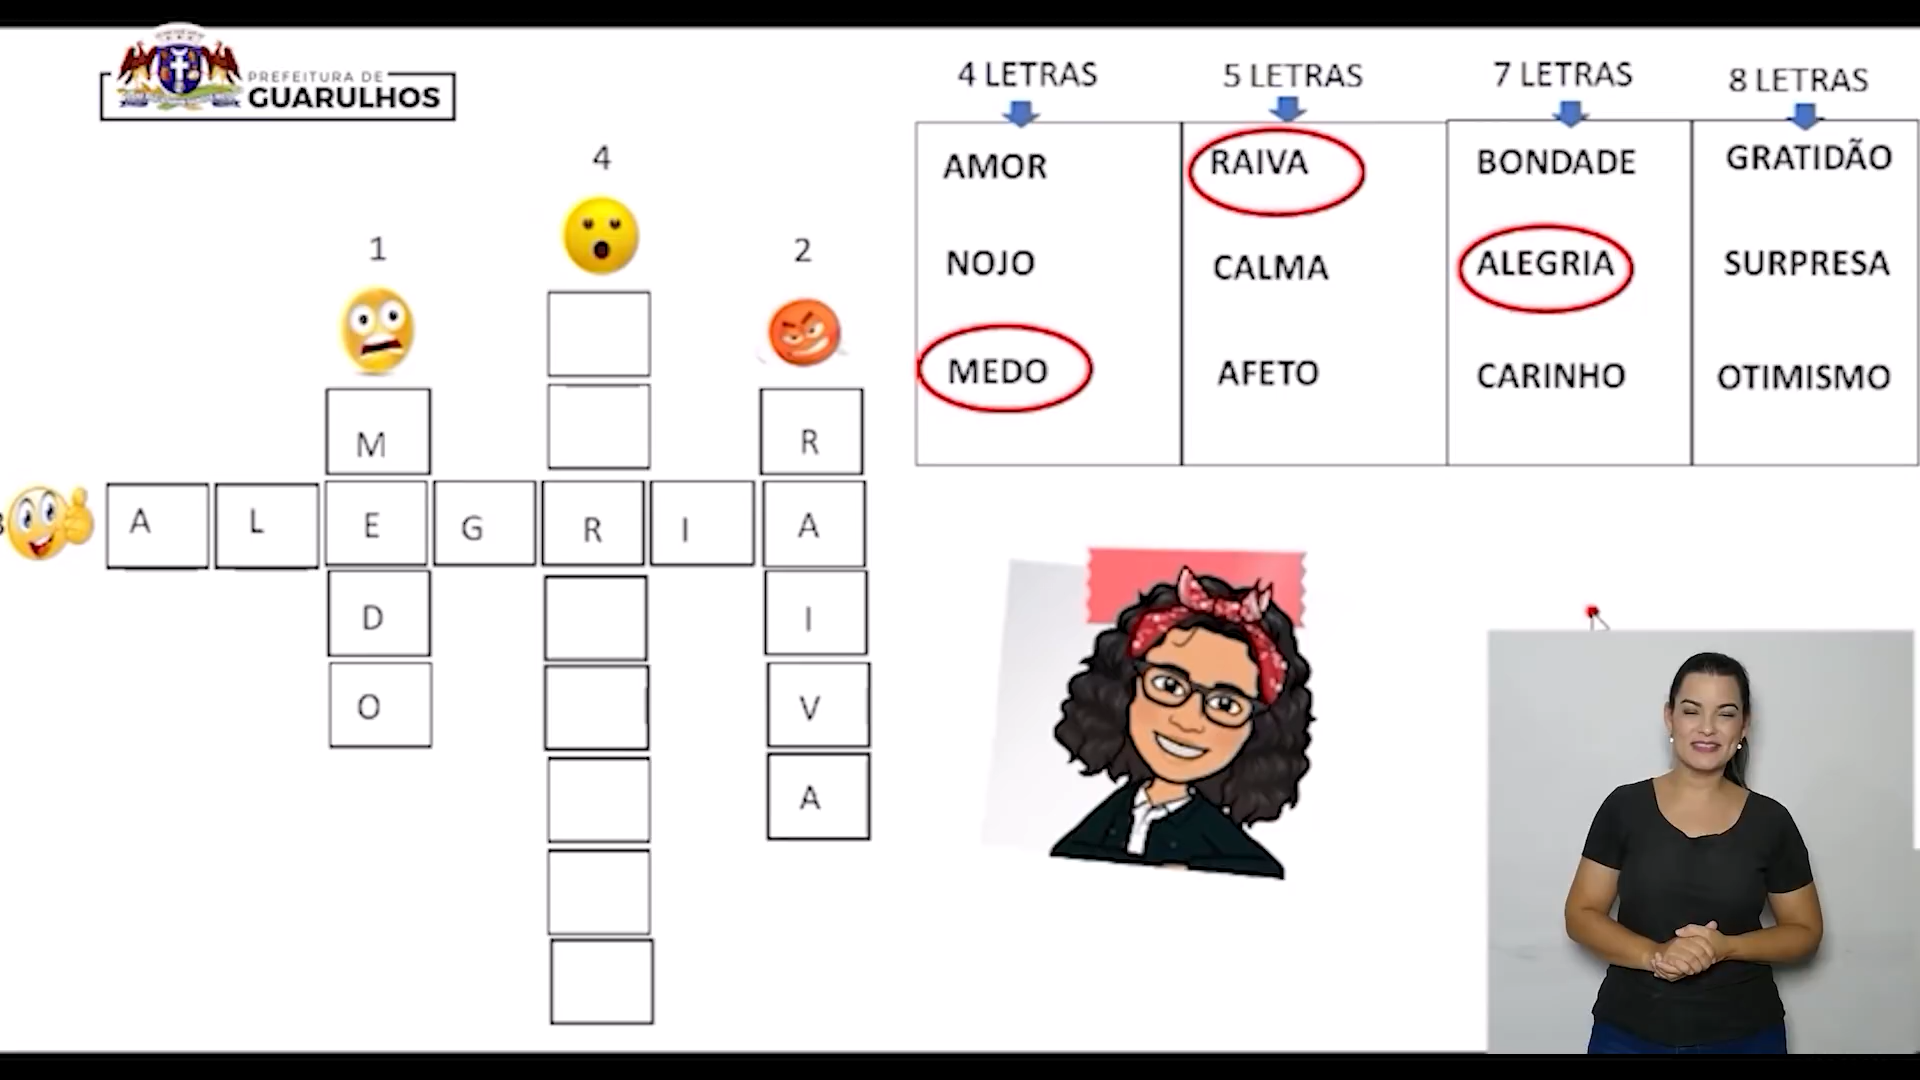 PREFEITURA DE
GUARULHOS
4 LETRAS
5 LETRAS
7 LETRAS
8 LETRAS
AMOR
RAIVA
BONDADE
GRATIDÃO
NOJO
CALMA
ALEGRIA
SURPRESA
MEDO
AFETO
CARINHO
OTIMISMO
4
1
2
M
R
3
A L E G R I A
D
I
O
V
A